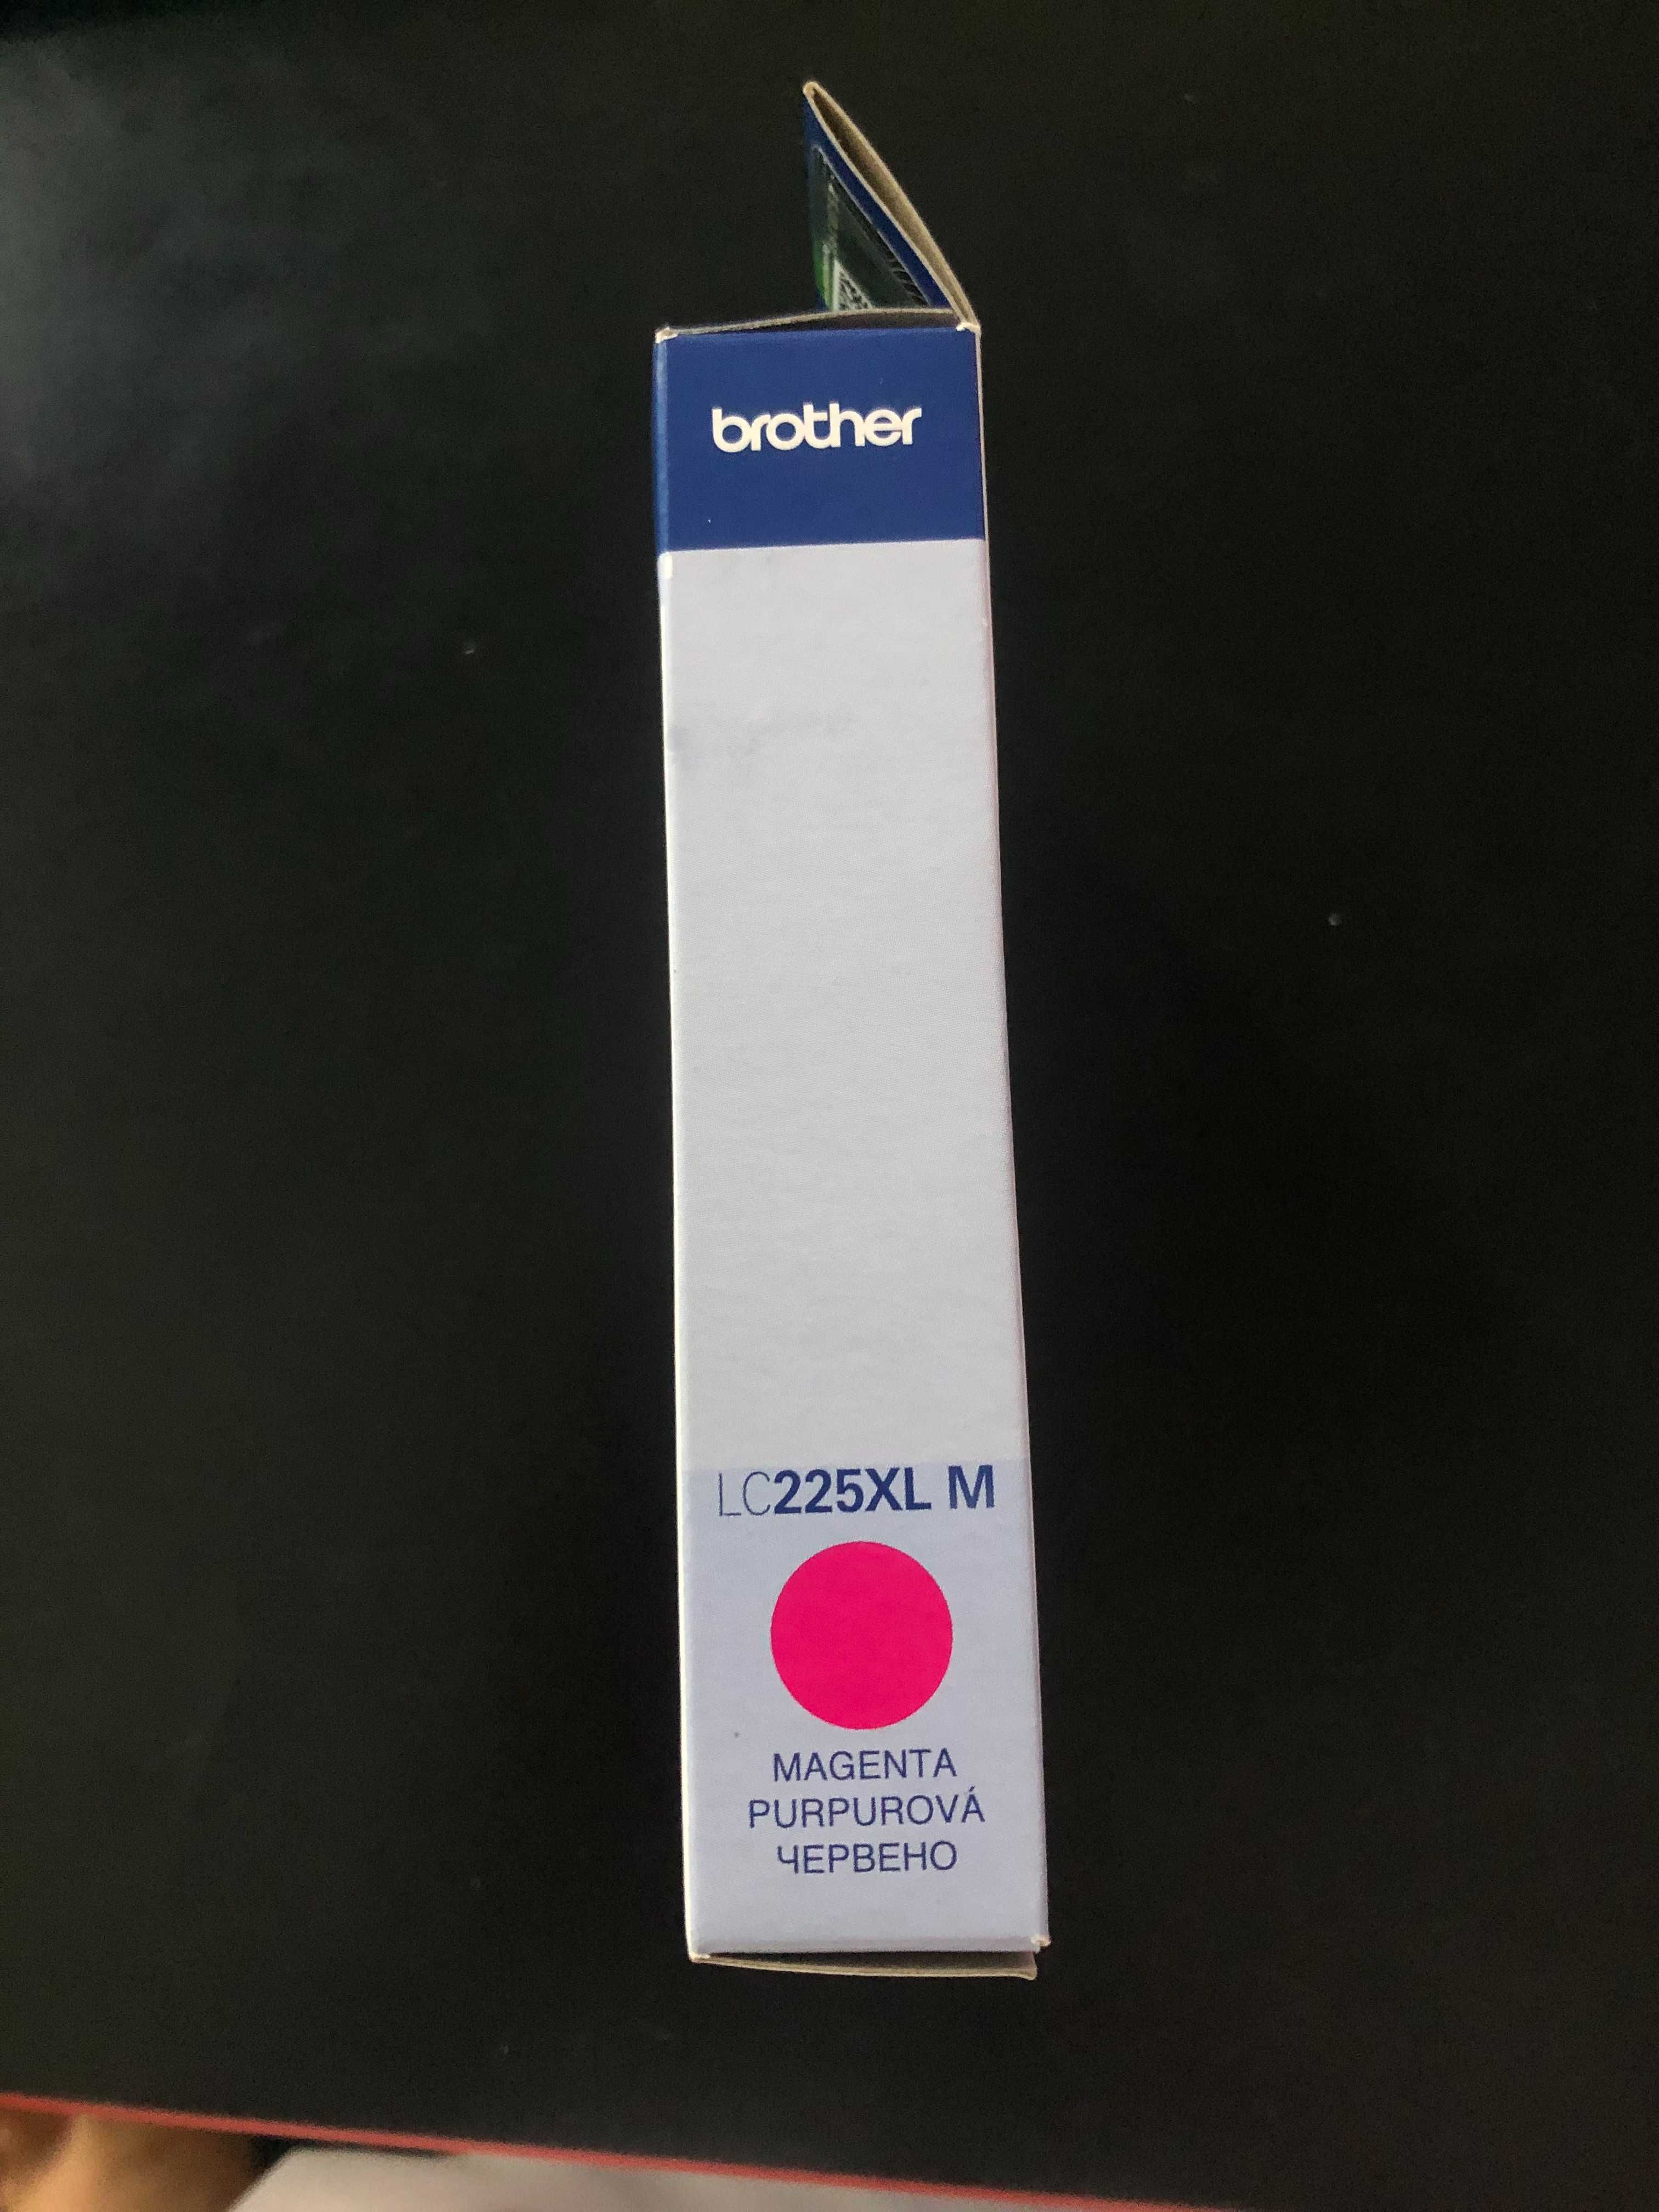 brother
LC225XL M
MAGENTA
PURPUROVÁ
ЧЕРВЕНО